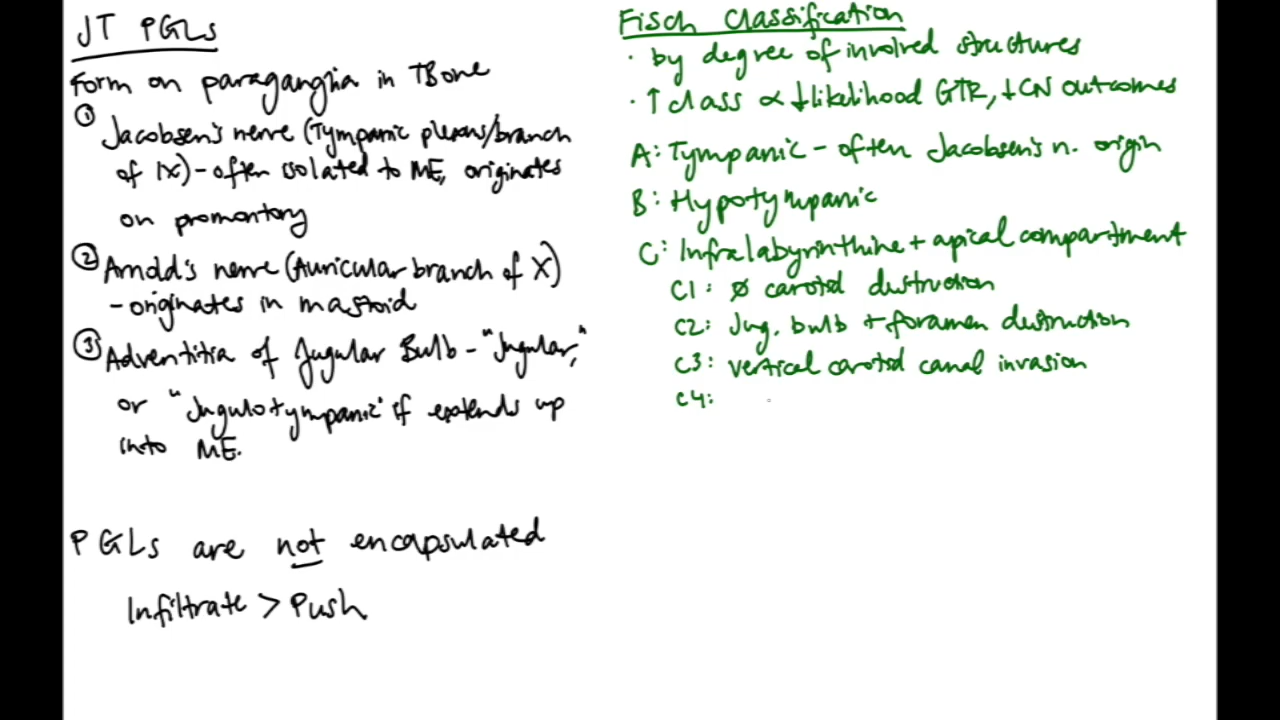 JT PGLs
Form on paraganglia in TBone
① Jacobsen's nerve (Tympanic plexus/branch
of IX) - often isolated to ME, originates
on promontory
② Arnold's nerve (Auricular branch of X)
- originates in mastoid
③ Adventitia of Jugular Bulb - "Jugular,"
or "Jugulotympanic" if extends up
into ME.
PGLs are not encapsulated
Infiltrate > Push
Fisch Classification
· by degree of involved structures
· ↑ class ∝ ↓ likelihood GTR, ↓ CN outcomes
A: Tympanic - often Jacobsen's n. origin
B: Hypotympanic
C: Infralabyrinthine + apical compartment
C1: Ø carotid destruction
C2: Jug. bulb + foramen destruction
C3: vertical carotid canal invasion
C4: